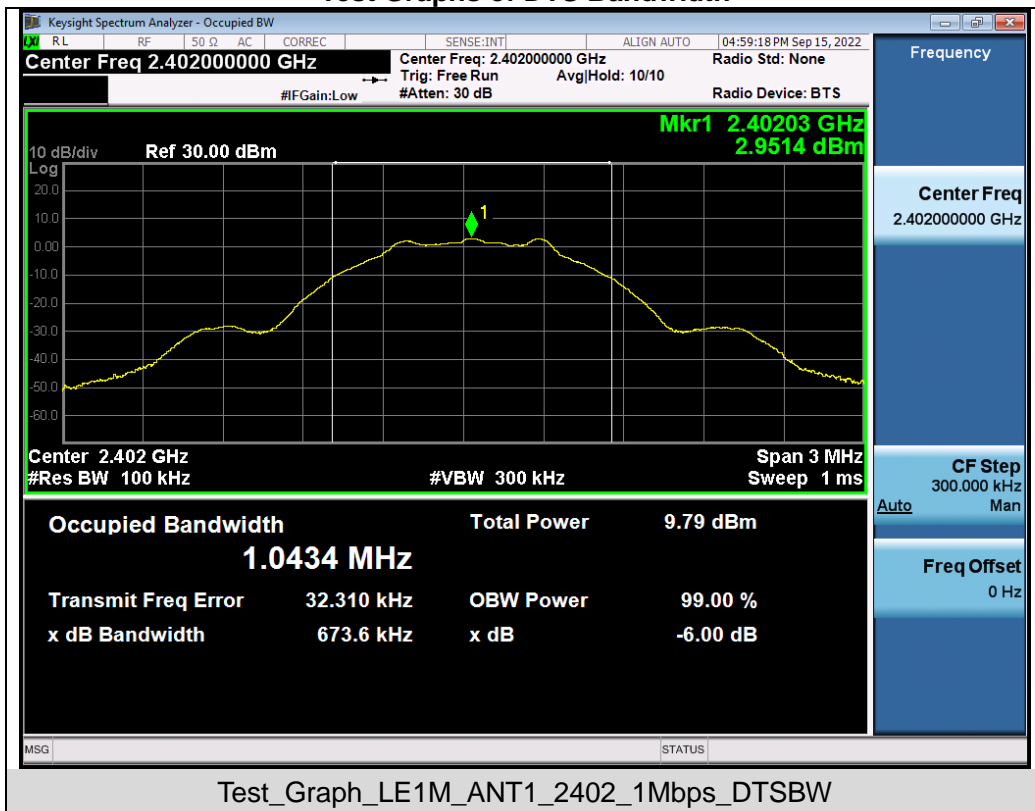 Test Graphs of DTS Bandwidth
Keysight Spectrum Analyzer - Occupied BW
LXI RL RF 50 Ω AC CORREC SENSE:INT ALIGN AUTO 04:59:18 PM Sep 15, 2022
Center Freq 2.402000000 GHz
Center Freq: 2.402000000 GHz
Radio Std: None
Trig: Free Run Avg|Hold: 10/10
#IFGain:Low #Atten: 30 dB Radio Device: BTS
Frequency
Mkr1 2.40203 GHz
2.9514 dBm
10 dB/div Ref 30.00 dBm
Log
20.0
10.0
0.00
-10.0
-20.0
-30.0
-40.0
-50.0
-60.0
1
Center 2.402 GHz Span 3 MHz
#Res BW 100 kHz #VBW 300 kHz Sweep 1 ms
Center Freq
2.402000000 GHz
CF Step
300.000 kHz
Auto Man
Freq Offset
0 Hz
Occupied Bandwidth Total Power 9.79 dBm
1.0434 MHz
Transmit Freq Error 32.310 kHz OBW Power 99.00 %
x dB Bandwidth 673.6 kHz x dB -6.00 dB
MSG STATUS
Test_Graph_LE1M_ANT1_2402_1Mbps_DTSBW